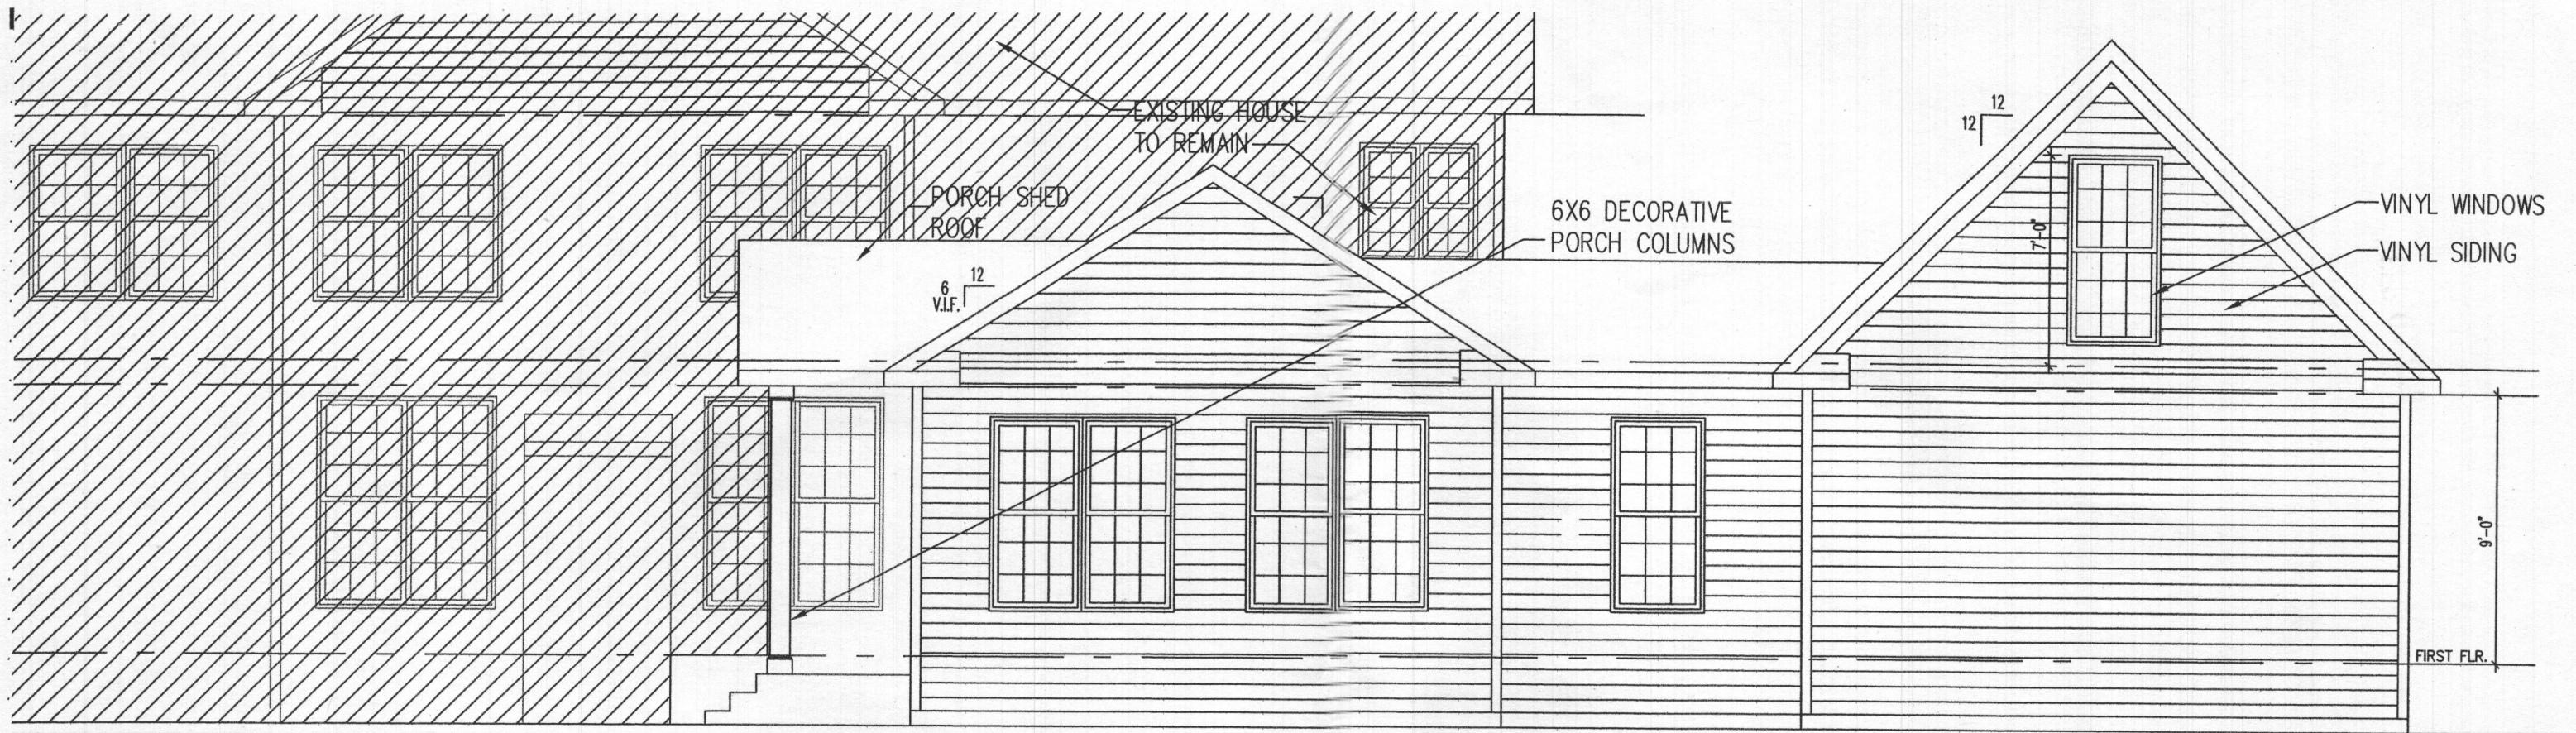 EXISTING HOUSE
TO REMAIN
PORCH SHED
ROOF
12
6
V.I.F.
6X6 DECORATIVE
PORCH COLUMNS
12
12
7'-0"
VINYL WINDOWS
VINYL SIDING
9'-0"
FIRST FLR.